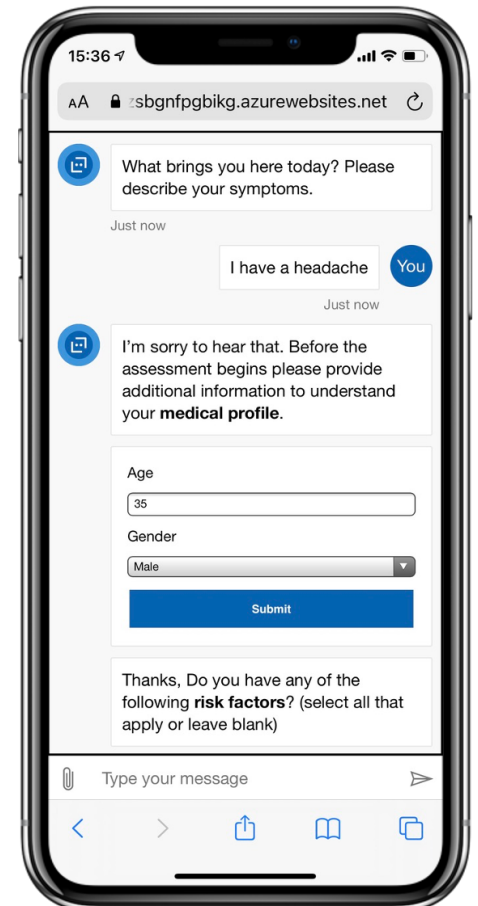 15:36
AA sbgnfpgbikg.azurewebsites.net
What brings you here today? Please
describe your symptoms.
Just now
I have a headache
You
Just now
I'm sorry to hear that. Before the
assessment begins please provide
additional information to understand
your medical profile.
Age
35
Gender
Male
Submit
Thanks, Do you have any of the
following risk factors? (select all that
apply or leave blank)
Type your message